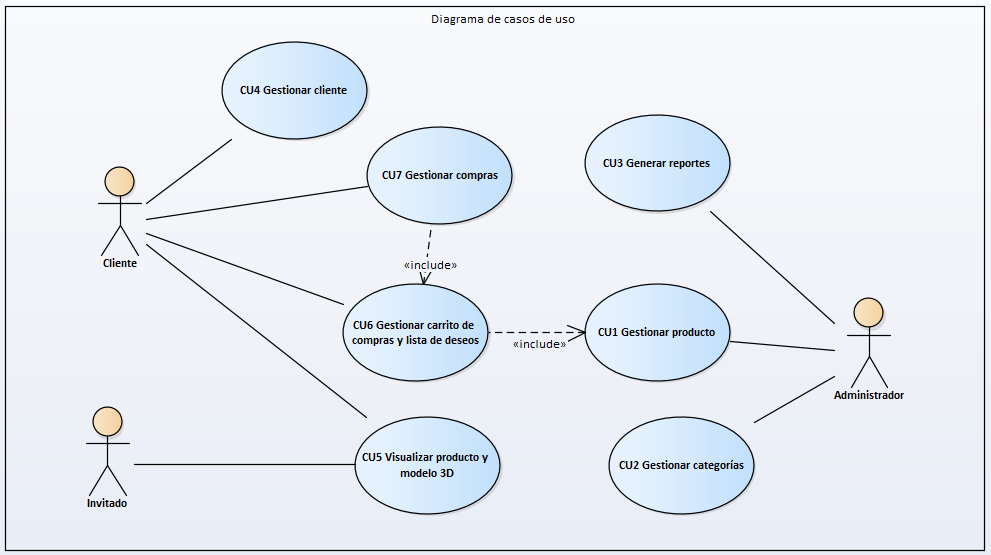 Diagrama de casos de uso
CU4 Gestionar cliente
CU7 Gestionar compras
CU3 Generar reportes
Cliente
«include»
CU6 Gestionar carrito de
compras y lista de deseos
«include»
CU1 Gestionar producto
Administrador
CU5 Visualizar producto y
modelo 3D
CU2 Gestionar categorías
Invitado